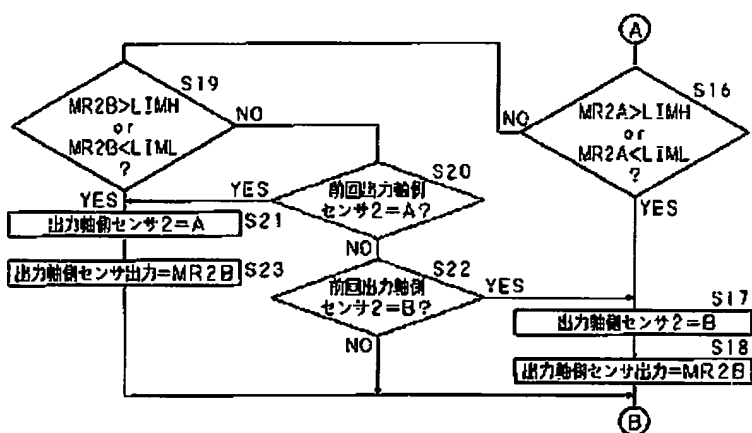 A
S16
MR2A>LIMH
or
MR2A<LIML
?
NO
YES
S19
MR2B>LIMH
or
MR2B<LIML
?
NO
YES
S20
前回出力軸側
センサ2=A?
YES
NO
出力軸側センサ2=A
S21
出力軸側センサ出力=MR2B
S23
S22
前回出力軸側
センサ2=B?
YES
NO
S17
出力軸側センサ2=B
S18
出力軸側センサ出力=MR2B
B